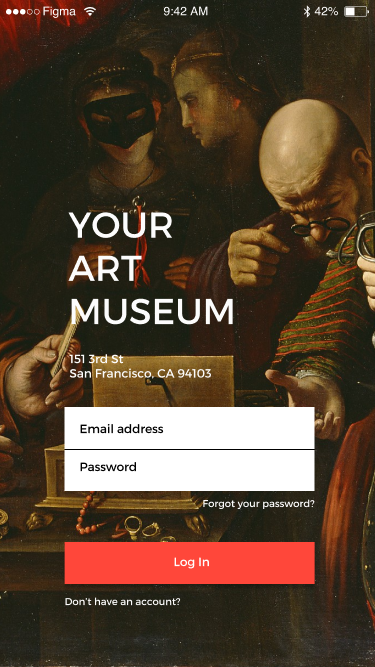 Figma 9:42 AM 42%
YOUR
ART
MUSEUM
151 3rd St
San Francisco, CA 94103
Email address
Password
Forgot your password?
Log In
Don't have an account?